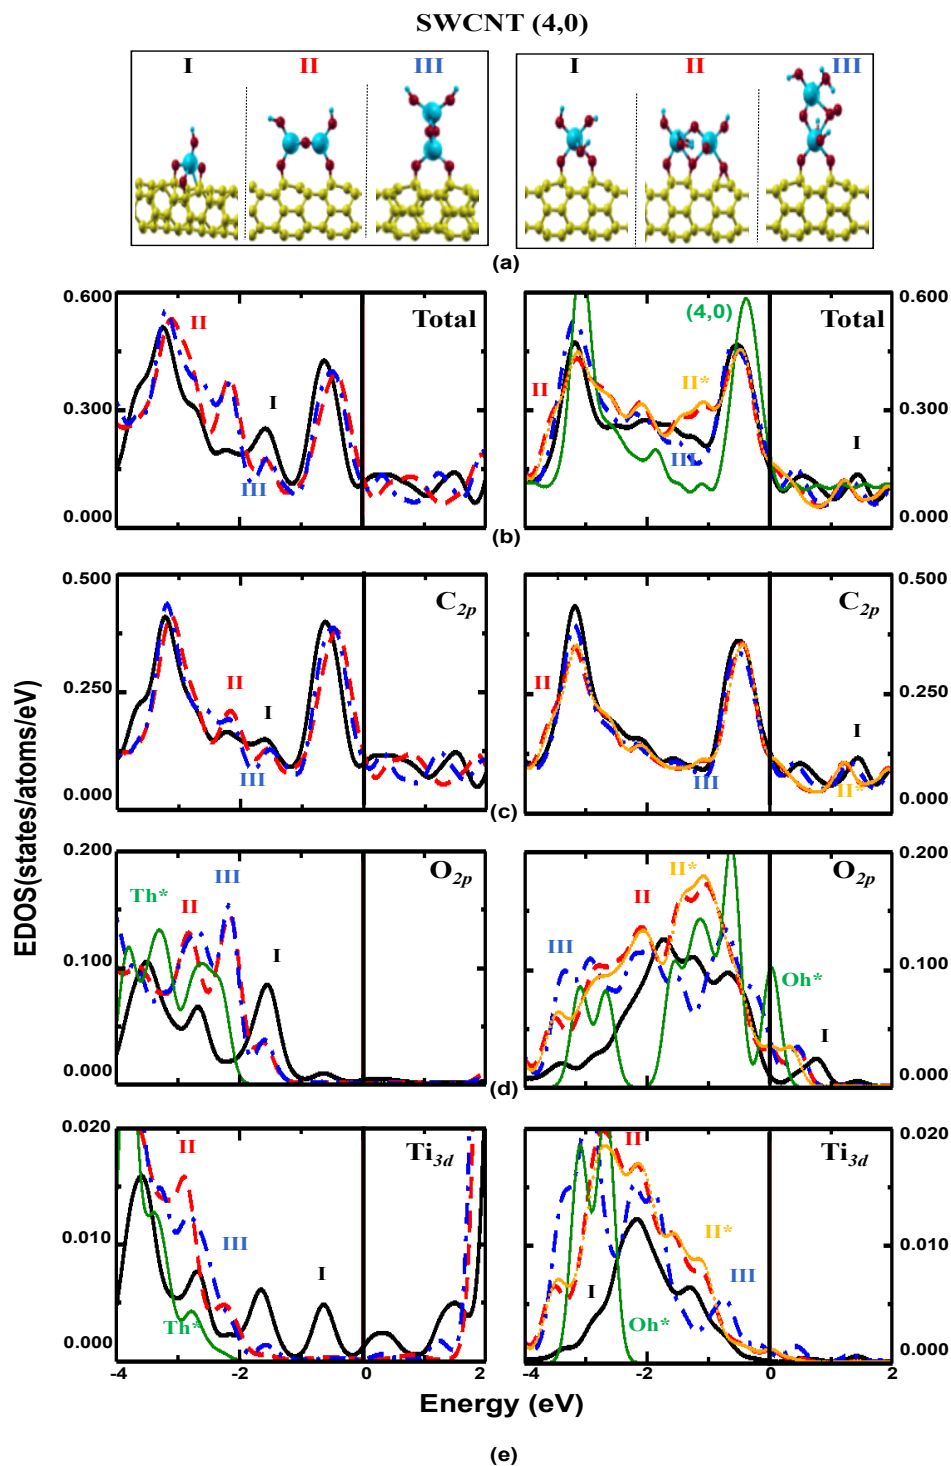 SWCNT (4,0)
I II III I II III
(a)
0.600 Total (4,0) Total 0.600
II II II*
0.300 I I 0.300
III III
0.000 0.000
(b)
0.500 C2p C2p 0.500
II II
0.250 I I 0.250
III III II*
0.000 0.000
(c)
EDOS(states/atoms/eV)
0.200 O2p II* O2p 0.200
Th* II III III II
0.100 I Oh* 0.100
I
0.000 0.000
(d)
0.020 II Ti3d II Ti3d 0.020
0.010 III II* 0.010
I I III
Th* Oh*
0.000 0.000
-4 -2 0 2 -4 -2 0 2
Energy (eV)
(e)